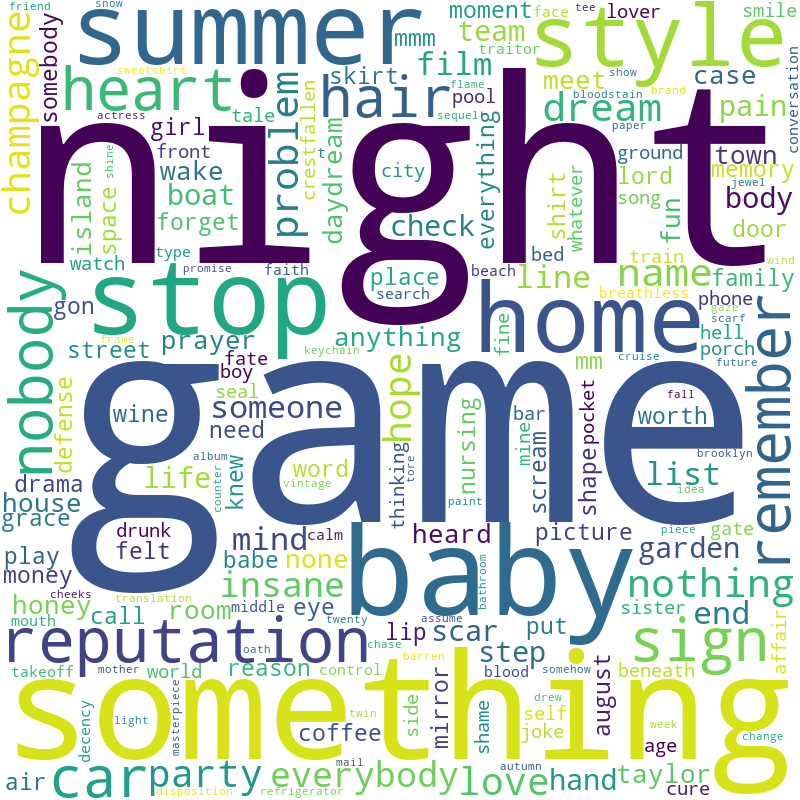 friend
snow
summer
moment
mmm
team
traitor
face
tee
lover
style
smile
champagne
somebody
sweatshirt
heart
hair
skirt
film
flame
pool
sequel
meet
show
bloodstain
brand
case
conversation
actress
tale
girl
front
shine
space
island
wake
boat
forget
type
watch
problem
crestfallen
t
daydream
city
check
everything
dream
paper
ground
whatever
shirt
lord
song
fun
pain
town
memory
jewel
body
door
wind
night
promise
faith
search
place
beach
bed
line
train
breathless
name
family
phone
gaze
scarf
hell
porch
gon
stop
home
nobody
street
frame
prayer
fate
boy
seal
keychain
anything
fine
mm
cruise
future
remember
game
defense
wine
someone
need
hope
worth
fall
pocket
shape
list
brooklyn
idea
drama
house
grace
life
album
counter
knew
word
vintage
thinking
tore
nursing
bar
mine
scream
paint
piece
gate
play
money
drunk
felt
mind
none
calm
heard
baby
picture
garden
nothing
cheeks
honey
mouth
translation
call
room
babe
insane
middle
eye
twenty
bathroom
sister
end
affair
reputation
lip
scar
put
step
assume
sign
takeoff
world
mother
oath
reason
control
chase
barren
blood
somehow
beneath
something
decency
light
masterpiece
twin
coffee
side
mirror
shame
drew
self
joke
august
week
age
change
air
car
party
disposition
mail
refrigerator
everybody
love
autumn
hand
taylor
cure